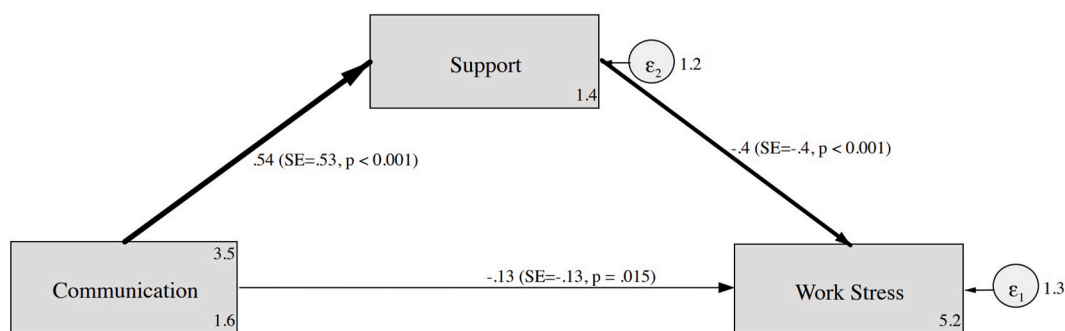 Support
1.4
ε2
1.2
.54 (SE=.53, p < 0.001)
-.4 (SE=-.4, p < 0.001)
3.5
Communication
1.6
-.13 (SE=-.13, p = .015)
Work Stress
5.2
ε1
1.3